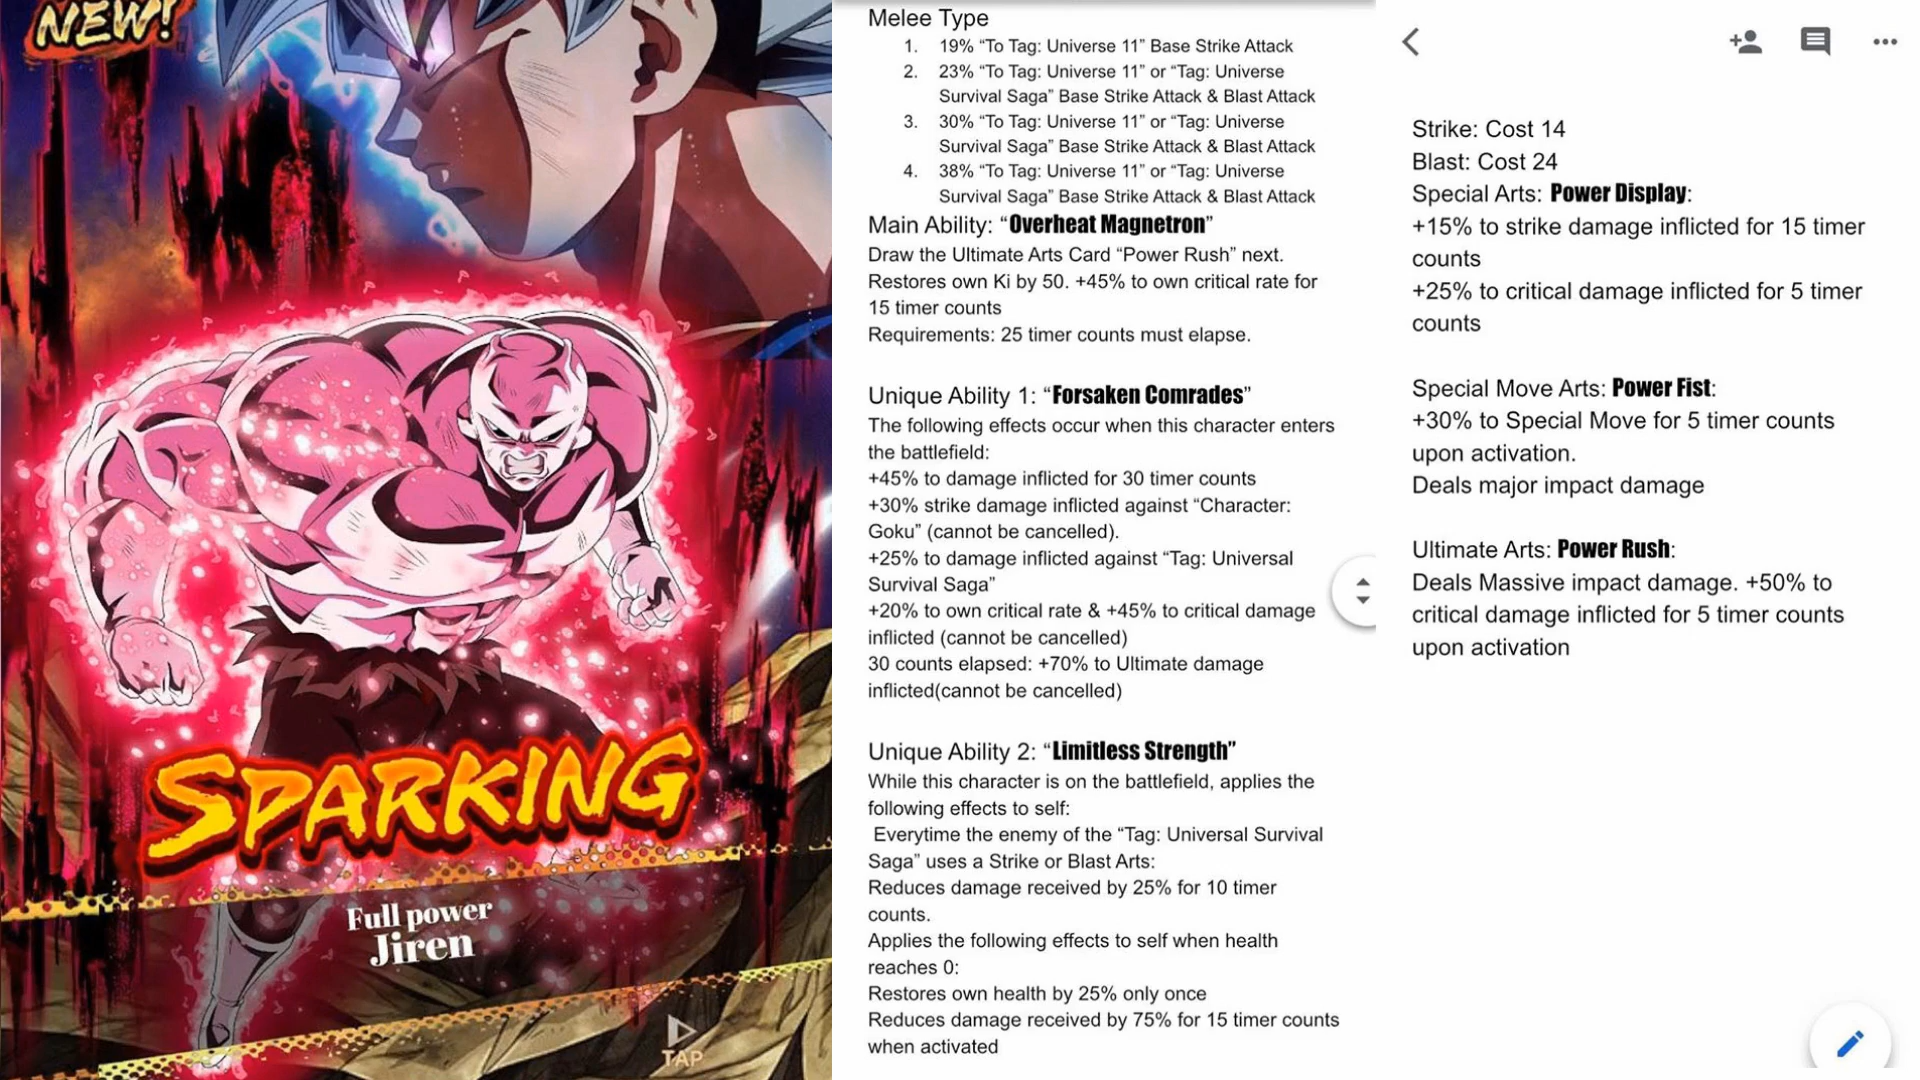 NEW!
SPARKING
Full power
Jiren
TAP
Melee Type
1. 19% “To Tag: Universe 11” Base Strike Attack
2. 23% “To Tag: Universe 11” or “Tag: Universe
Survival Saga” Base Strike Attack & Blast Attack
3. 30% “To Tag: Universe 11” or “Tag: Universe
Survival Saga” Base Strike Attack & Blast Attack
4. 38% “To Tag: Universe 11” or “Tag: Universe
Survival Saga” Base Strike Attack & Blast Attack
Main Ability: “Overheat Magnetron”
Draw the Ultimate Arts Card “Power Rush” next.
Restores own Ki by 50. +45% to own critical rate for
15 timer counts
Requirements: 25 timer counts must elapse.
Unique Ability 1: “Forsaken Comrades”
The following effects occur when this character enters
the battlefield:
+45% to damage inflicted for 30 timer counts
+30% strike damage inflicted against “Character:
Goku” (cannot be cancelled).
+25% to damage inflicted against “Tag: Universal
Survival Saga”
+20% to own critical rate & +45% to critical damage
inflicted (cannot be cancelled)
30 counts elapsed: +70% to Ultimate damage
inflicted(cannot be cancelled)
Unique Ability 2: “Limitless Strength”
While this character is on the battlefield, applies the
following effects to self:
Everytime the enemy of the “Tag: Universal Survival
Saga” uses a Strike or Blast Arts:
Reduces damage received by 25% for 10 timer
counts.
Applies the following effects to self when health
reaches 0:
Restores own health by 25% only once
Reduces damage received by 75% for 15 timer counts
when activated
Strike: Cost 14
Blast: Cost 24
Special Arts: Power Display:
+15% to strike damage inflicted for 15 timer
counts
+25% to critical damage inflicted for 5 timer
counts
Special Move Arts: Power Fist:
+30% to Special Move for 5 timer counts
upon activation.
Deals major impact damage
Ultimate Arts: Power Rush:
Deals Massive impact damage. +50% to
critical damage inflicted for 5 timer counts
upon activation